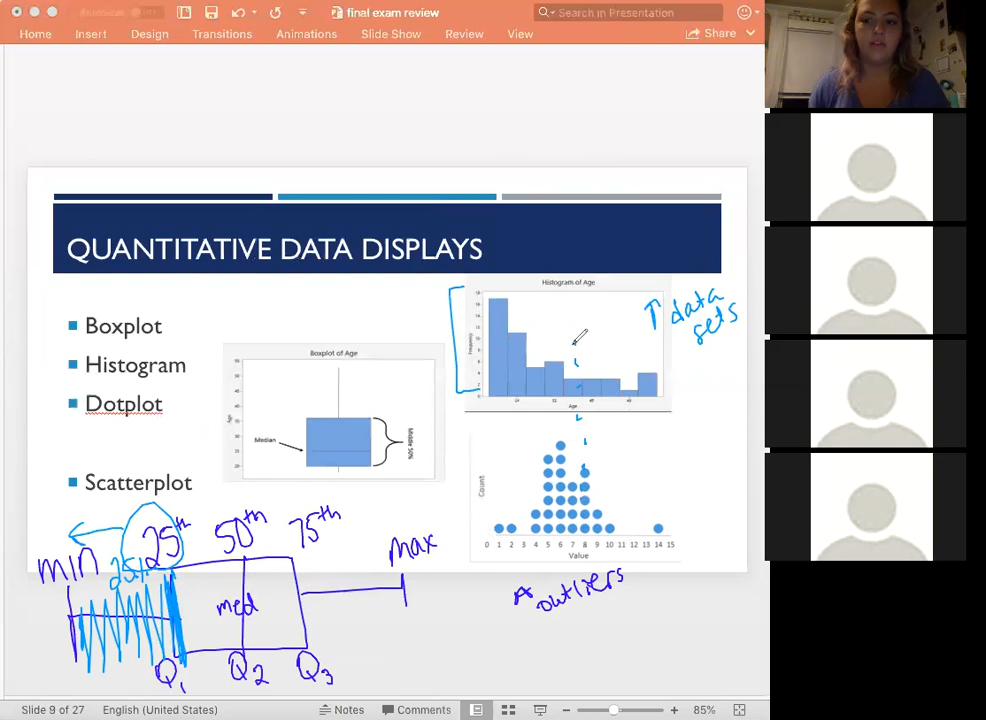 final exam review
Search in Presentation
Home Insert Design Transitions Animations Slide Show Review View
Share
QUANTITATIVE DATA DISPLAYS
Boxplot
Histogram
Dotplot
Scatterplot
Boxplot of Age
Age
Median
Middle 50%
Histogram of Age
Frequency
Age
↑ data
sets
Count
0 1 2 3 4 5 6 7 8 9 10 11 12 13 14 15
Value
outliers
25th 50th 75th
min
max
med
Q1 Q2 Q3
Slide 9 of 27 English (United States) Notes Comments 85%